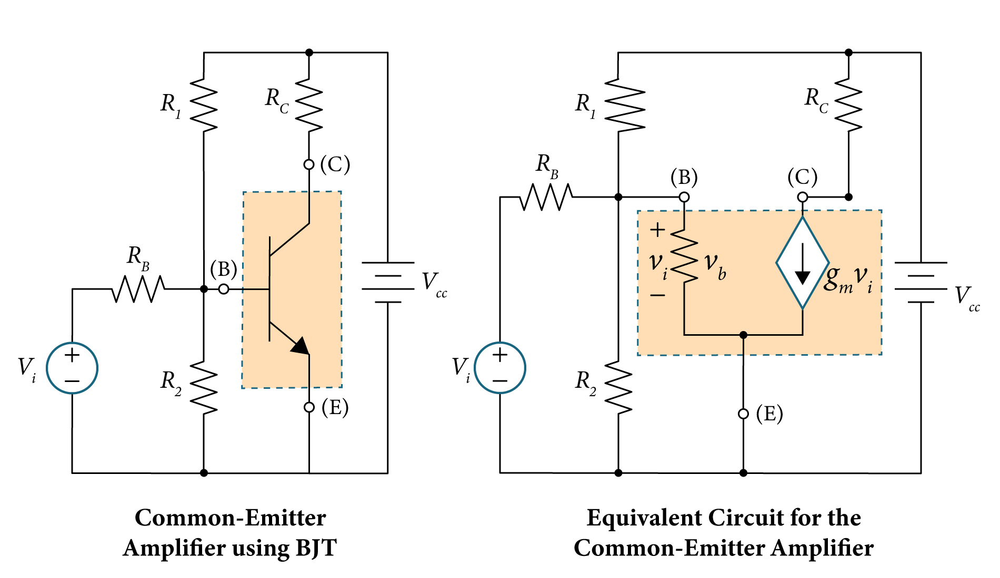 R1
RC
(C)
RB
(B)
Vcc
+
−
Vi
R2
(E)
Common-Emitter
Amplifier using BJT
R1
RC
RB
(B)
(C)
+
vi
vb
gmvi
−
Vcc
+
−
Vi
R2
(E)
Equivalent Circuit for the
Common-Emitter Amplifier